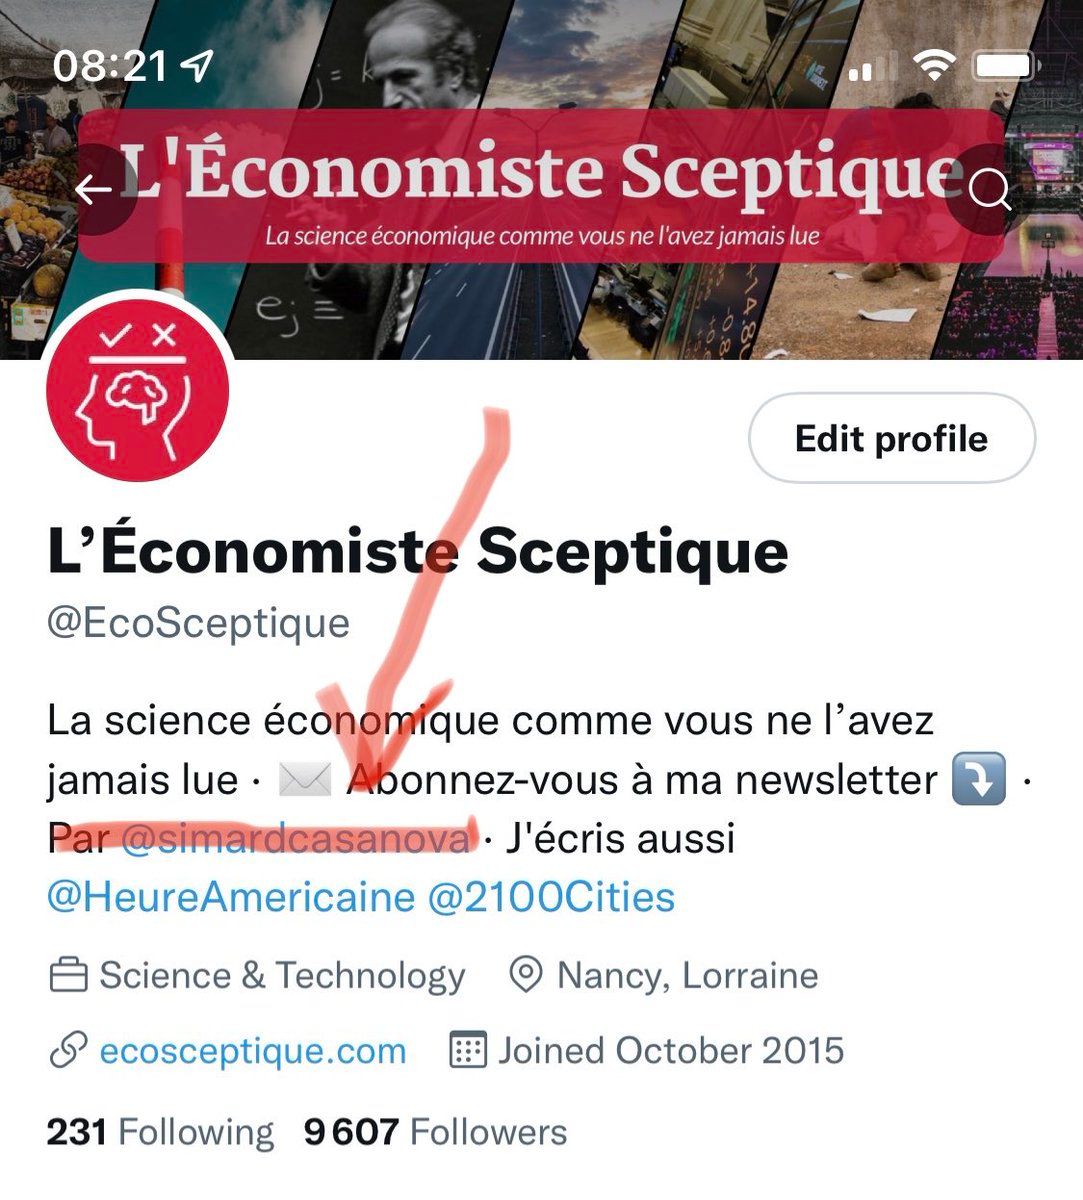 08:21
L'Économiste Sceptique
La science économique comme vous ne l'avez jamais lue
ej =
Edit profile
L’Économiste Sceptique
@EcoSceptique
La science économique comme vous ne l’avez
jamais lue · Abonnez-vous à ma newsletter ·
Par @simardcasanova · J'écris aussi
@HeureAmericaine @2100Cities
Science & Technology Nancy, Lorraine
ecosceptique.com Joined October 2015
231 Following 9 607 Followers